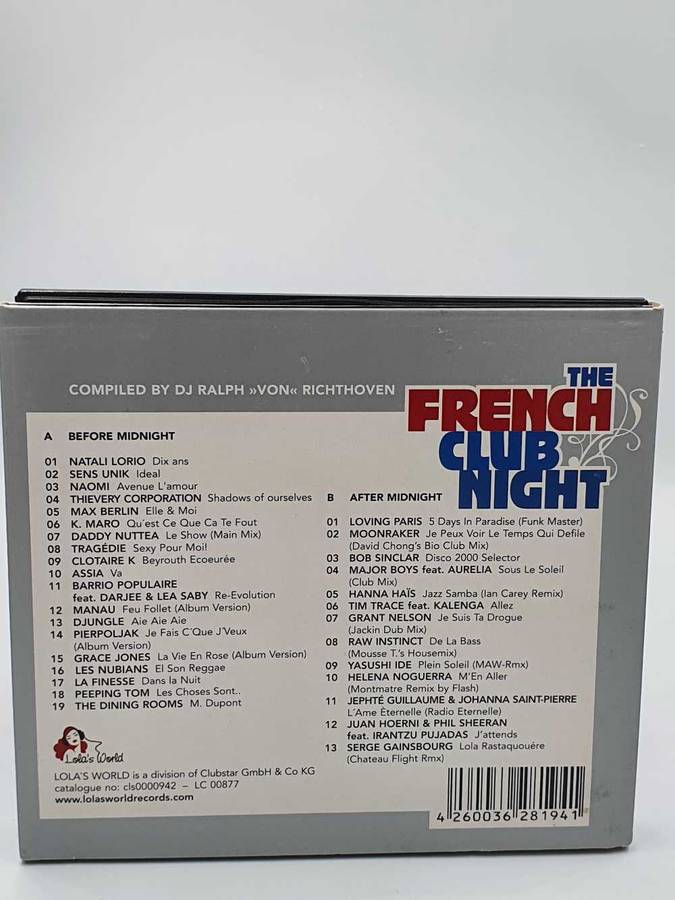 COMPILED BY DJ RALPH »VON« RICHTHOVEN
THE
FRENCH
CLUB
NIGHT
A BEFORE MIDNIGHT
01 NATALI LORIO Dix ans
02 SENS UNIK Ideal
03 NAOMI Avenue L'amour
04 THIEVERY CORPORATION Shadows of ourselves
05 MAX BERLIN Elle & Moi
06 K. MARO Qu´est Ce Que Ca Te Fout
07 DADDY NUTTEA Le Show (Main Mix)
08 TRAGÉDIE Sexy Pour Moi!
09 CLOTAIRE K Beyrouth Ecoeurée
10 ASSIA Va
11 BARRIO POPULAIRE
feat. DARJEE & LEA SABY Re-Evolution
12 MANAU Feu Follet (Album Version)
13 DJUNGLE Aie Aie Aie
14 PIERPOLJAK Je Fais C´Que J'Veux
(Album Version)
15 GRACE JONES La Vie En Rose (Album Version)
16 LES NUBIANS El Son Reggae
17 LA FINESSE Dans la Nuit
18 PEEPING TOM Les Choses Sont..
19 THE DINING ROOMS M. Dupont
B AFTER MIDNIGHT
01 LOVING PARIS 5 Days In Paradise (Funk Master)
02 MOONRAKER Je Peux Voir Le Temps Qui Defile
(David Chong's Bio Club Mix)
03 BOB SINCLAR Disco 2000 Selector
04 MAJOR BOYS feat. AURELIA Sous Le Soleil
(Club Mix)
05 HANNA HAÏS Jazz Samba (Ian Carey Remix)
06 TIM TRACE feat. KALENGA Allez
07 GRANT NELSON Je Suis Ta Drogue
(Jackin Dub Mix)
08 RAW INSTINCT De La Bass
(Mousse T.'s Housemix)
09 YASUSHI IDE Plein Soleil (MAW-Rmx)
10 HELENA NOGUERRA M'En Aller
(Montmatre Remix by Flash)
11 JEPHTÉ GUILLAUME & JOHANNA SAINT-PIERRE
L'Ame Èternelle (Radio Eternelle)
12 JUAN HOERNI & PHIL SHEERAN
feat. IRANTZU PUJADAS J'attends
13 SERGE GAINSBOURG Lola Rastaquouére
(Chateau Flight Rmx)
Lola's World
LOLA'S WORLD is a division of Clubstar GmbH & Co KG
catalogue no: cls0000942 – LC 00877
www.lolasworldrecords.com
4 260036 281941